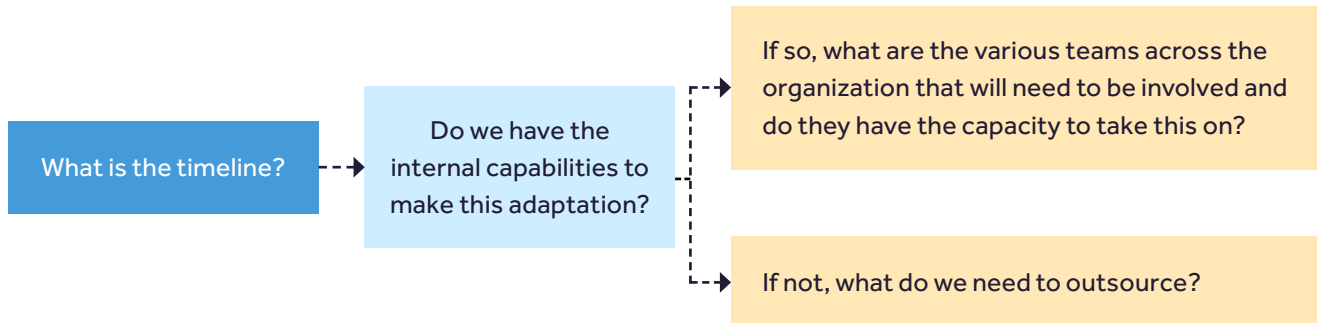 What is the timeline?
Do we have the
internal capabilities to
make this adaptation?
If so, what are the various teams across the
organization that will need to be involved and
do they have the capacity to take this on?
If not, what do we need to outsource?